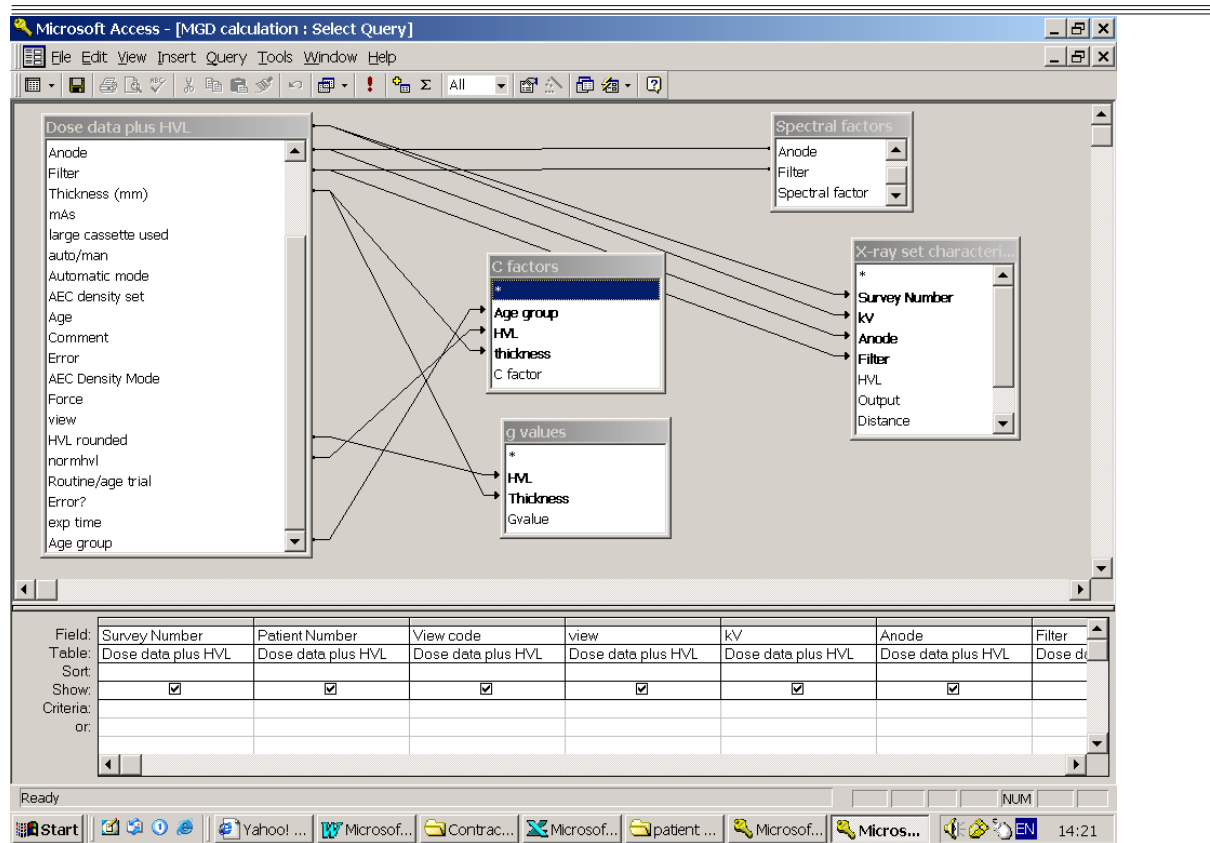 Microsoft Access - [MGD calculation : Select Query]
File Edit View Insert Query Tools Window Help
All
Dose data plus HVL
Anode
Filter
Thickness (mm)
mAs
large cassette used
auto/man
Automatic mode
AEC density set
Age
Comment
Error
AEC Density Mode
Force
view
HVL rounded
normhvl
Routine/age trial
Error?
exp time
Age group
C factors
*
Age group
HVL
thickness
C factor
g values
*
HVL
Thickness
Gvalue
Spectral factors
Anode
Filter
Spectral factor
X-ray set characteri...
*
Survey Number
kV
Anode
Filter
HVL
Output
Distance
Field: Survey Number Patient Number View code view kV Anode Filter
Table: Dose data plus HVL Dose data plus HVL Dose data plus HVL Dose data plus HVL Dose data plus HVL Dose data plus HVL Dose da
Sort:
Show:
Criteria:
or:
Ready NUM
Start Yahoo! ... Microsof... Contrac... Microsof... patient ... Microsof... Micros... EN 14:21